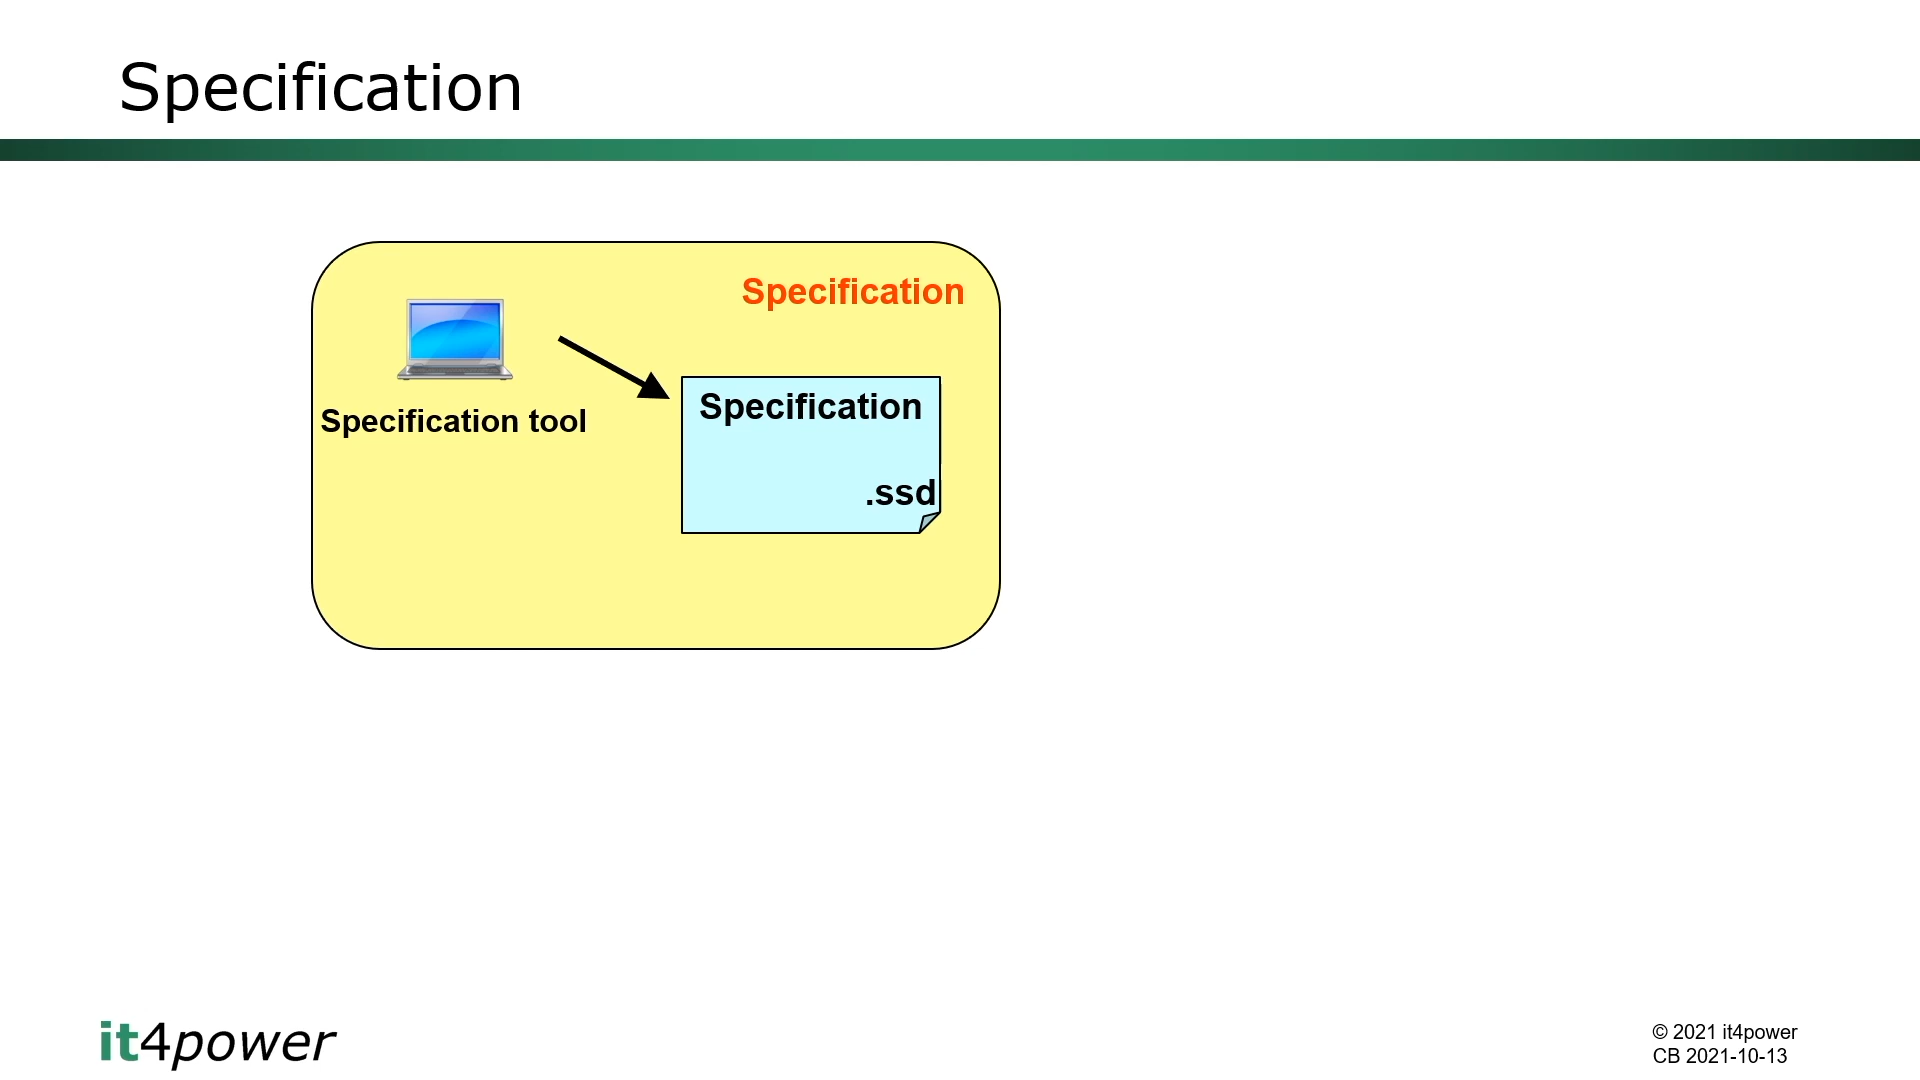 Specification
Specification
Specification tool
Specification
.ssd
it4power
© 2021 it4power
CB 2021-10-13